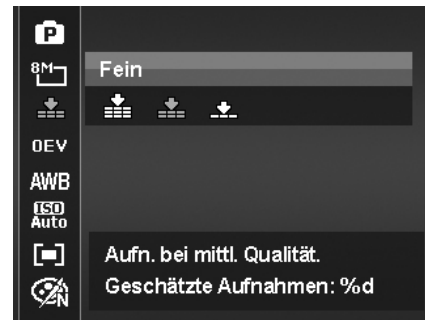 P
8M
Fein
0EV
AWB
ISO
Auto
Aufn. bei mittl. Qualität.
N
Geschätzte Aufnahmen: %d